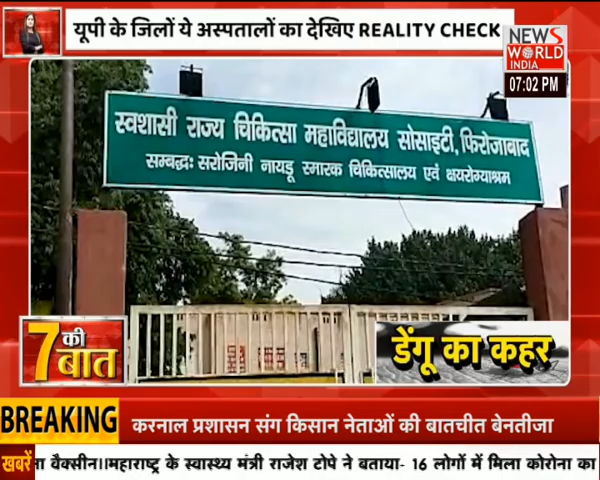 यूपी के जिलों ये अस्पतालों का देखिए REALITY CHECK
NEWS
WORLD
INDIA
07:02 PM
स्वशासी राज्य चिकित्सा महाविद्यालय सोसाइटी, फिरोजाबाद
सम्बद्धः सरोजिनी नायडू स्मारक चिकित्सालय एवं क्षयरोग्याश्रम
7 की बात
डेंगू का कहर
BREAKING करनाल प्रशासन संग किसान नेताओं की बातचीत बेनतीजा
खबरें ना वैक्सीन।।महाराष्ट्र के स्वास्थ्य मंत्री राजेश टोपे ने बताया- 16 लोगों में मिला कोरोना का